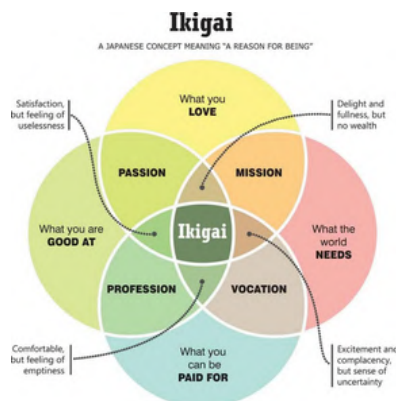 Ikigai
A JAPANESE CONCEPT MEANING "A REASON FOR BEING"
Satisfaction,
but feeling of
uselessness
What you
LOVE
Delight and
fullness, but
no wealth
PASSION
MISSION
What you are
GOOD AT
Ikigai
What the
world
NEEDS
PROFESSION
VOCATION
Comfortable,
but feeling of
emptiness
What you
can be
PAID FOR
Excitement and
complacency,
but sense of
uncertainty